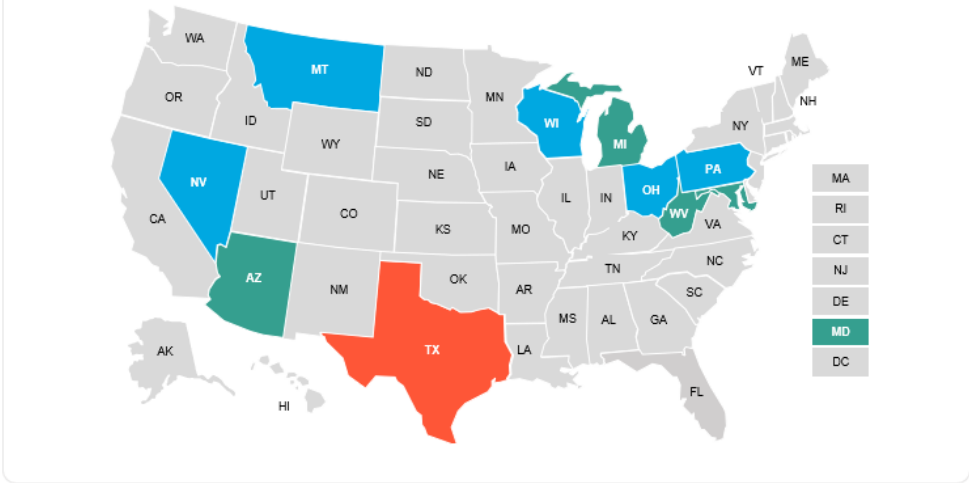 WA
MT
ND
MN
VT
ME
NH
OR
ID
SD
WI
NY
WY
MI
NV
UT
NE
IA
PA
CA
CO
IL
IN
OH
WV
VA
KS
MO
KY
AZ
NM
OK
AR
TN
NC
SC
MS
AL
GA
TX
LA
FL
AK
HI
MA
RI
CT
NJ
DE
MD
DC